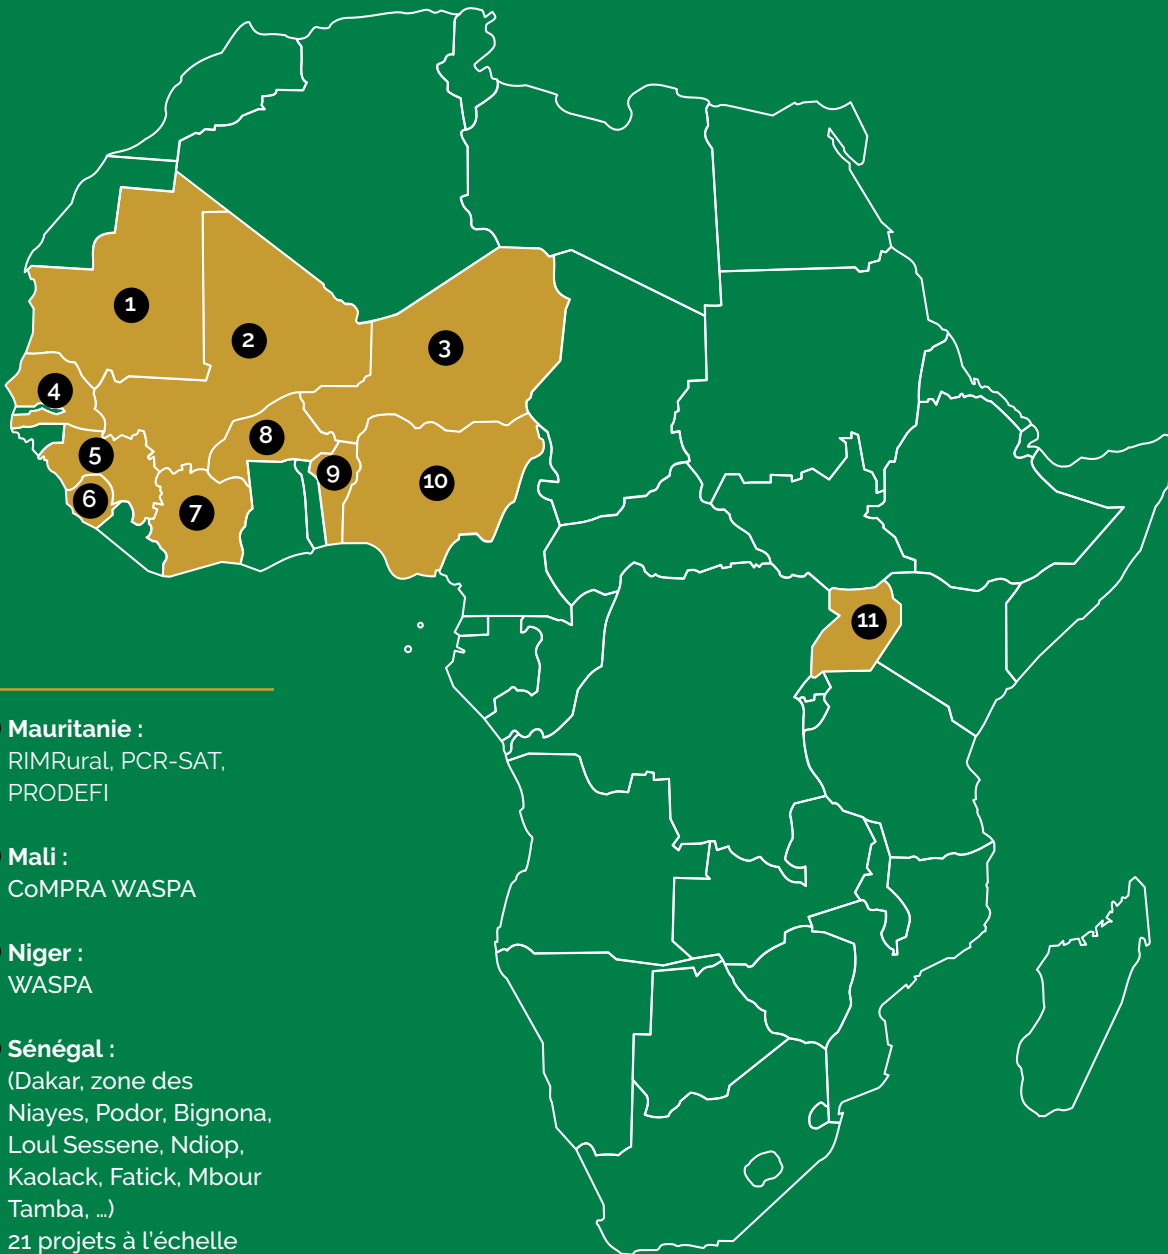 1
2
3
4
5
6
7
8
9
10
11
Mauritanie :
RIMRural, PCR-SAT,
PRODEFI
Mali :
CoMPRA WASPA
Niger :
WASPA
Sénégal :
(Dakar, zone des
Niayes, Podor, Bignona,
Loul Sessene, Ndiop,
Kaolack, Fatick, Mbour
Tamba, ...)
21 projets à l'échelle